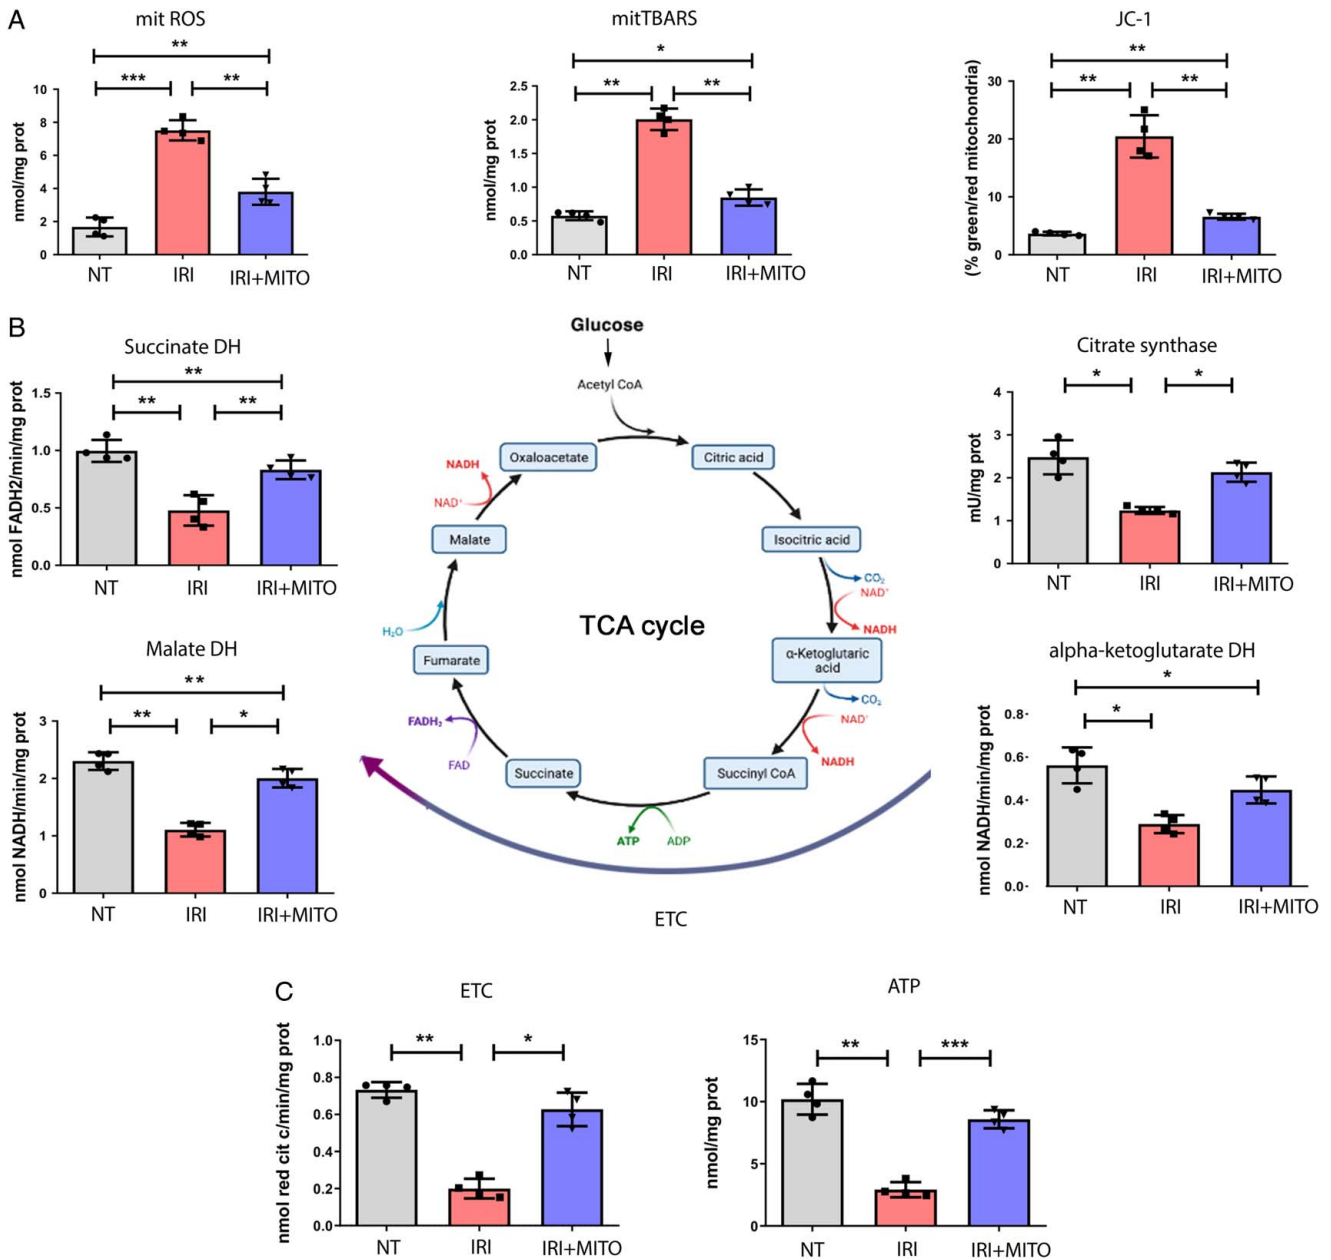 A
mit ROS
mitTBARS
JC-1
**
***
**
*
**
**
**
**
**
nmol/mg prot
10
8
6
4
2
0
NT
IRI
IRI+MITO
nmol/mg prot
2.5
2.0
1.5
1.0
0.5
0.0
NT
IRI
IRI+MITO
(% green/red mitochondria)
30
20
10
0
NT
IRI
IRI+MITO
B
Succinate DH
**
**
**
nmol FADH2/min/mg prot
1.5
1.0
0.5
0.0
NT
IRI
IRI+MITO
Malate DH
**
**
*
nmol NADH/min/mg prot
3
2
1
0
NT
IRI
IRI+MITO
Glucose
Acetyl CoA
Oxaloacetate
Citric acid
NADH
NAD⁺
Malate
Isocitric acid
CO₂
NAD⁺
NADH
H₂O
TCA cycle
Fumarate
α-Ketoglutaric
acid
CO₂
NAD⁺
NADH
FADH₂
FAD
Succinate
Succinyl CoA
ATP
ADP
ETC
Citrate synthase
*
*
mU/mg prot
4
3
2
1
0
NT
IRI
IRI+MITO
alpha-ketoglutarate DH
*
*
nmol NADH/min/mg prot
0.8
0.6
0.4
0.2
0.0
NT
IRI
IRI+MITO
C
ETC
**
*
nmol red cit c/min/mg prot
1.0
0.8
0.6
0.4
0.2
0.0
NT
IRI
IRI+MITO
ATP
**
***
nmol/mg prot
15
10
5
0
NT
IRI
IRI+MITO